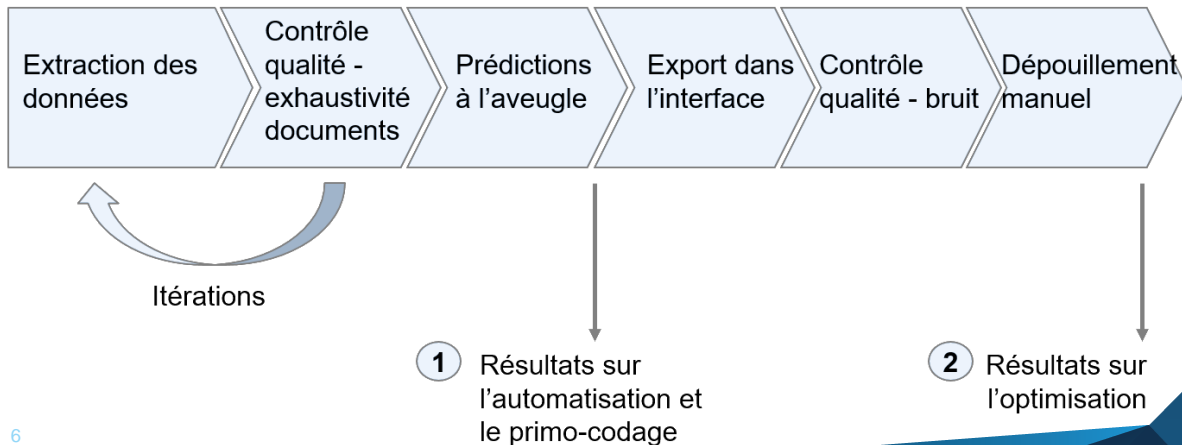 Extraction des
données
Contrôle
qualité -
exhaustivité
documents
Prédictions
à l’aveugle
Export dans
l’interface
Contrôle
qualité - bruit
Dépouillement
manuel
Itérations
1
Résultats sur
l’automatisation et
le primo-codage
2
Résultats sur
l’optimisation
6